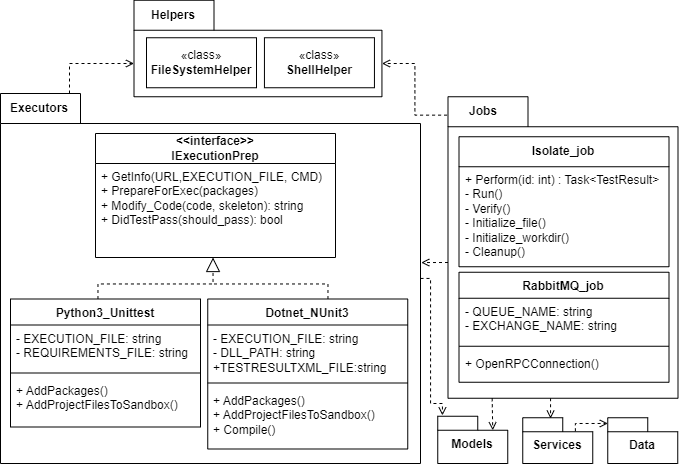 Helpers
«class»
FileSystemHelper
«class»
ShellHelper
Executors
<<interface>>
IExecutionPrep
+ GetInfo(URL,EXECUTION_FILE, CMD)
+ PrepareForExec(packages)
+ Modify_Code(code, skeleton): string
+ DidTestPass(should_pass): bool
Python3_Unittest
- EXECUTION_FILE: string
- REQUIREMENTS_FILE: string
+ AddPackages()
+ AddProjectFilesToSandbox()
Dotnet_NUnit3
- EXECUTION_FILE: string
- DLL_PATH: string
+TESTRESULTXML_FILE:string
+ AddPackages()
+ AddProjectFilesToSandbox()
+ Compile()
Jobs
Isolate_job
+ Perform(id: int) : Task<TestResult>
- Run()
- Verify()
- Initialize_file()
- Initialize_workdir()
- Cleanup()
RabbitMQ_job
- QUEUE_NAME: string
- EXCHANGE_NAME: string
+ OpenRPCConnection()
Models
Services
Data